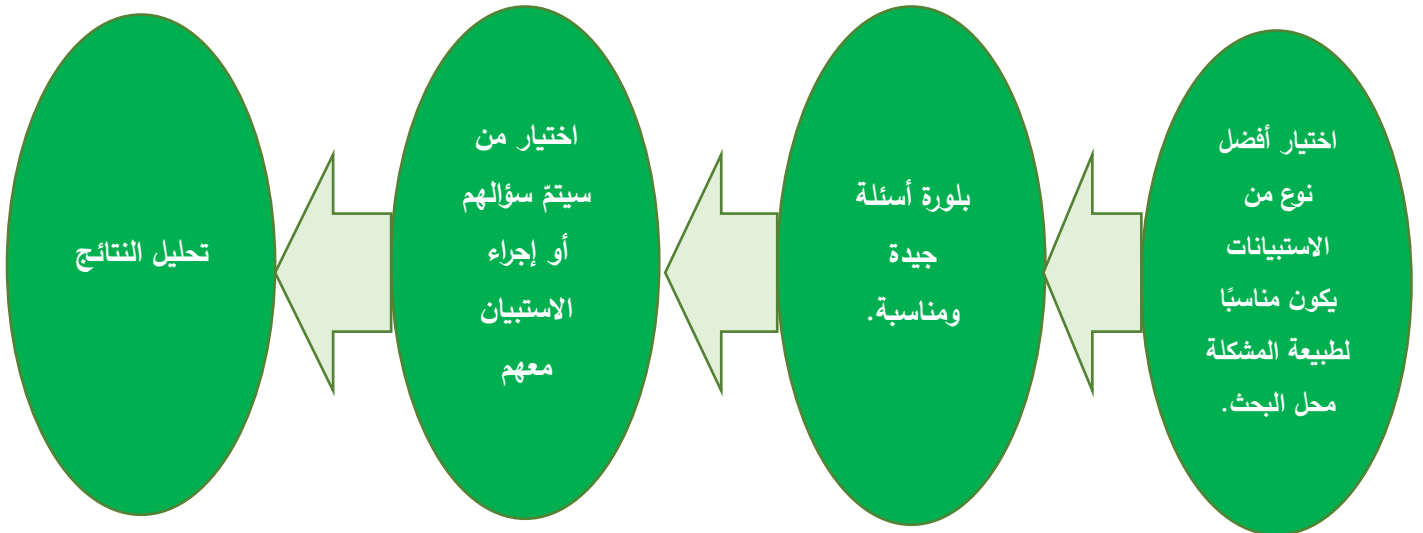 اختيار أفضل
نوع من
الاستبيانات
يكون مناسبًا
لطبيعة المشكلة
محل البحث.
بلورة أسئلة
جيدة
ومناسبة.
اختيار من
سيتمّ سؤالهم
أو إجراء
الاستبيان
معهم
تحليل النتائج